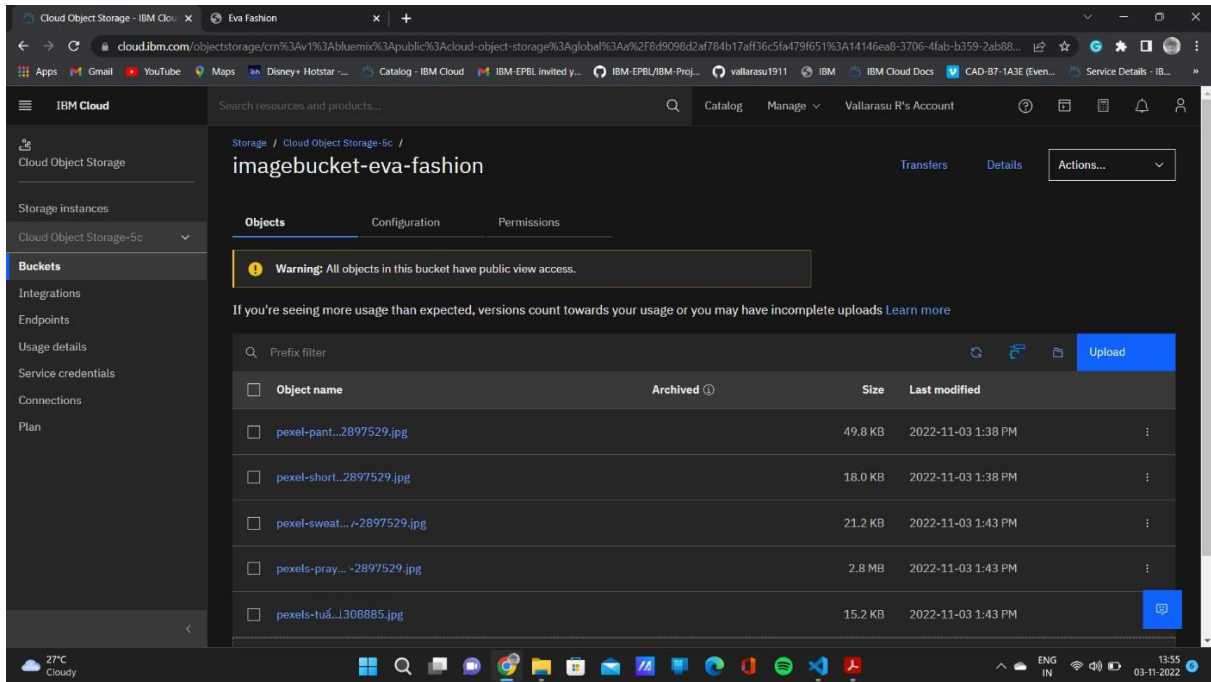 Cloud Object Storage - IBM Clou
Eva Fashion
cloud.ibm.com/objectstorage/crn%3Av1%3Abluemix%3Apublic%3Acloud-object-storage%3Aglobal%3Aa%2F8d9098d2af784b17aff36c5fa479f651%3A14146ea8-3706-4fab-b359-2ab88...
Apps Gmail YouTube Maps Disney+ Hotstar -... Catalog - IBM Cloud IBM-EPBL invited y... IBM-EPBL/IBM-Proj... vallarasu1911 IBM IBM Cloud Docs CAD-B7-1A3E (Even... Service Details - IB... »
IBM Cloud Search resources and products... Catalog Manage Vallarasu R's Account
Cloud Object Storage
Storage instances
Cloud Object Storage-5c
Buckets
Integrations
Endpoints
Usage details
Service credentials
Connections
Plan
Storage / Cloud Object Storage-5c /
imagebucket-eva-fashion
Transfers Details Actions...
Objects Configuration Permissions
Warning: All objects in this bucket have public view access.
If you're seeing more usage than expected, versions count towards your usage or you may have incomplete uploads Learn more
Prefix filter Upload
Object name Archived Size Last modified
pexel-pant...2897529.jpg 49.8 KB 2022-11-03 1:38 PM
pexel-short..2897529.jpg 18.0 KB 2022-11-03 1:38 PM
pexel-sweat... -2897529.jpg 21.2 KB 2022-11-03 1:43 PM
pexels-pray... -2897529.jpg 2.8 MB 2022-11-03 1:43 PM
pexels-tuấ...308885.jpg 15.2 KB 2022-11-03 1:43 PM
27°C
Cloudy
ENG
IN
13:55
03-11-2022
6